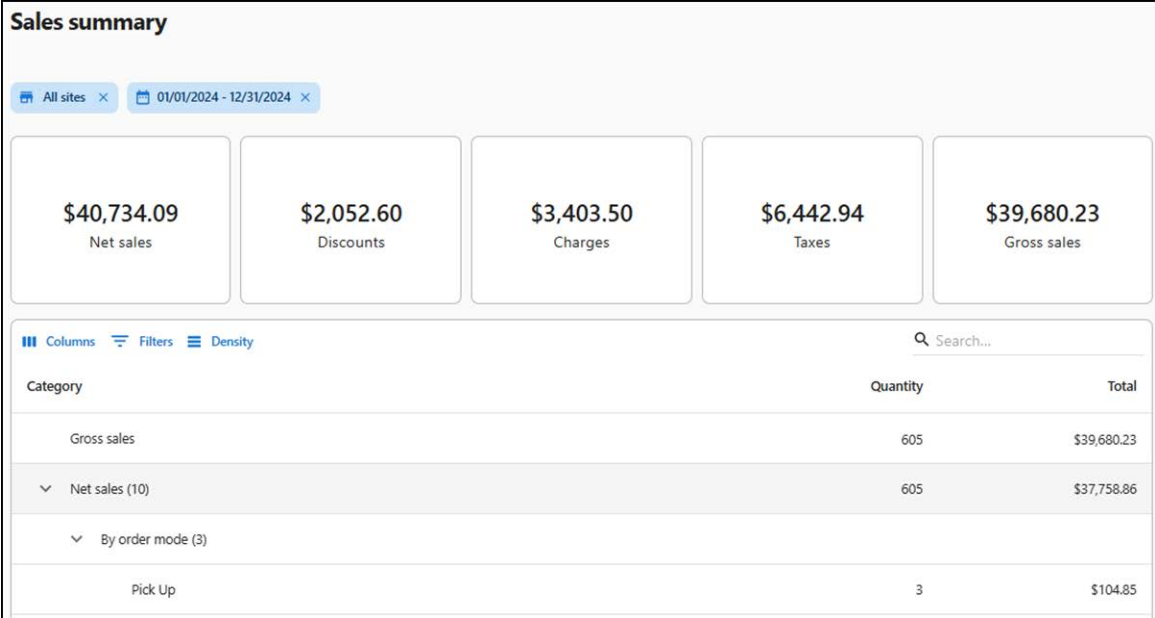 Sales summary
All sites 01/01/2024 - 12/31/2024
$40,734.09 $2,052.60 $3,403.50 $6,442.94 $39,680.23
Net sales Discounts Charges Taxes Gross sales
Columns Filters Density Search...
Category Quantity Total
Gross sales 605 $39,680.23
Net sales (10) 605 $37,758.86
By order mode (3)
Pick Up 3 $104.85